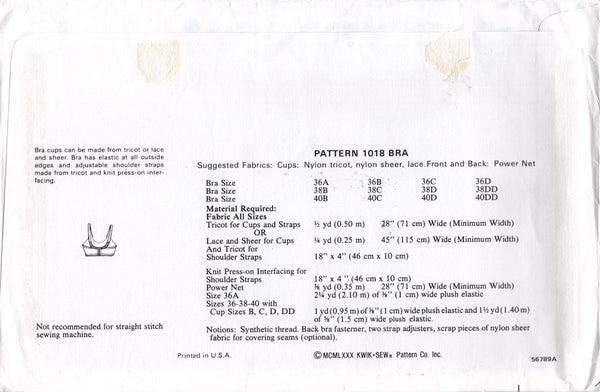 Bra cups can be made from tricot or lace
and sheer. Bra has elastic at all outside
edges and adjustable shoulder straps
made from tricot and knit press-on inter-
facing.
Not recommended for straight stitch
sewing machine.
PATTERN 1018 BRA
Suggested Fabrics: Cups: Nylon tricot, nylon sheer, lace. Front and Back: Power Net
Bra Size 36A 36B 36C 36D
Bra Size 38B 38C 38D 38DD
Bra Size 40B 40C 40D 40DD
Material Required:
Fabric All Sizes
Tricot for Cups and Straps ½ yd (0.50 m) 28" (71 cm) Wide (Minimum Width)
OR
Lace and Sheer for Cups ¼ yd (0.25 m) 45" (115 cm) Wide (Minimum Width)
And Tricot for
Shoulder Straps 18" x 4" (46 cm x 10 cm)
Knit Press-on Interfacing for
Shoulder Straps 18" x 4" (46 cm x 10 cm)
Power Net ⅜ yd (0.35 m) 28" (71 cm) Wide (Minimum Width)
Size 36A 2¼ yd (2.10 m) of ⅜" (1 cm) wide plush elastic
Sizes 36-38-40 with
Cup Sizes B, C, D, DD 1 yd (0.95 m) of ⅜" (1 cm) wide plush elastic and 1½ yd (1.40 m)
of ⅝" (1.5 cm) wide plush elastic
Notions: Synthetic thread. Back bra fasterner, two strap adjusters, scrap pieces of nylon sheer
fabric for covering seams (optional).
Printed in U.S.A. ©MCMLXXX KWIK•SEW® Pattern Co. Inc.
56789A